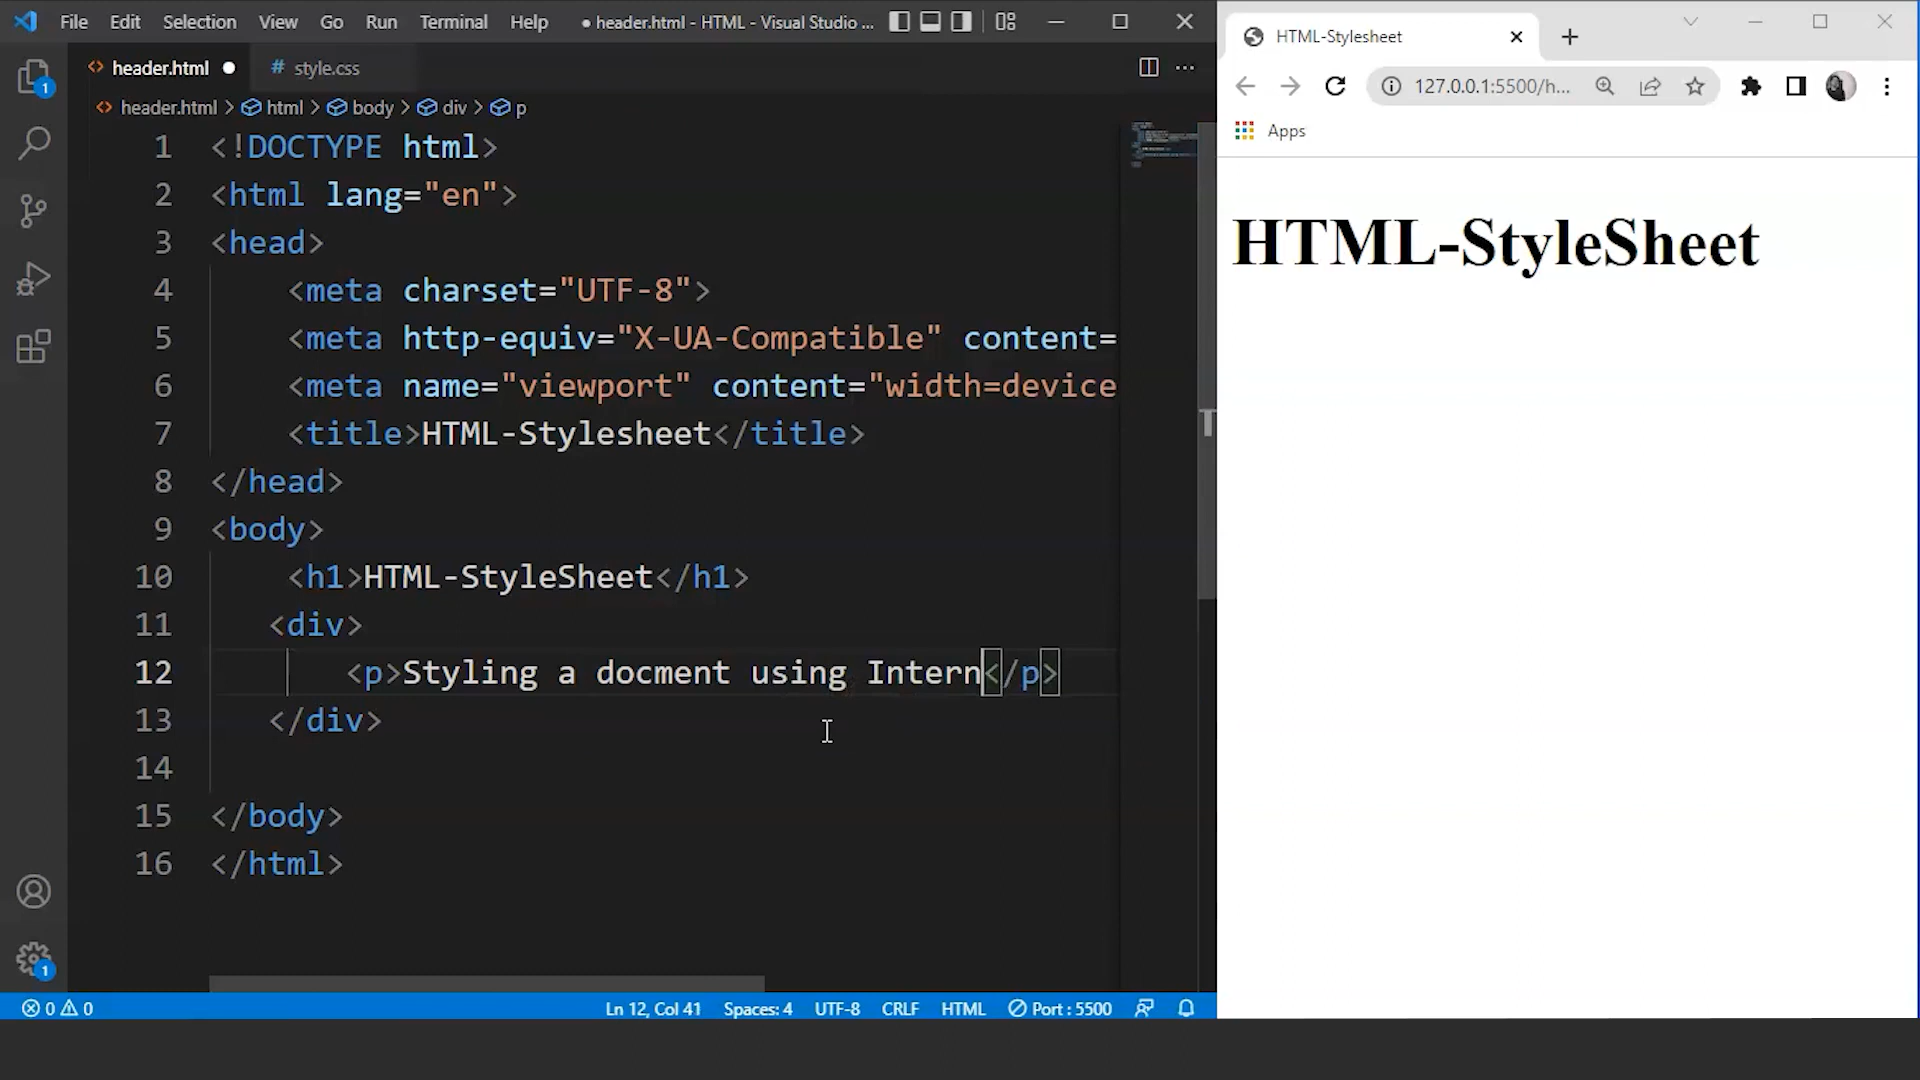 File Edit Selection View Go Run Terminal Help ● header.html - HTML - Visual Studio ...
header.html ● # style.css
header.html > html > body > div > p
1 <!DOCTYPE html>
2 <html lang="en">
3 <head>
4 <meta charset="UTF-8">
5 <meta http-equiv="X-UA-Compatible" content=
6 <meta name="viewport" content="width=device
7 <title>HTML-Stylesheet</title>
8 </head>
9 <body>
10 <h1>HTML-StyleSheet</h1>
11 <div>
12 <p>Styling a docment using Intern</p>
13 </div>
14
15 </body>
16 </html>
1
1
0 0 Ln 12, Col 41 Spaces: 4 UTF-8 CRLF HTML Port : 5500
HTML-Stylesheet
127.0.0.1:5500/h...
Apps
HTML-StyleSheet
T